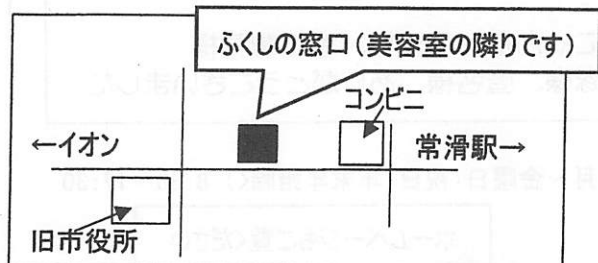 ふくしの窓口（美容室の隣りです）
コンビニ
←イオン
常滑駅→
旧市役所